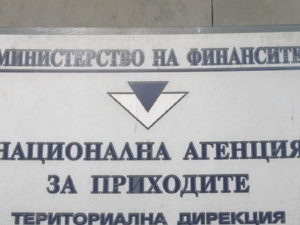 МИНИСТЕРСТВО НА ФИНАНСИТЕ
НАЦИОНАЛНА АГЕНЦИЯ
ЗА ПРИХОДИТЕ
ТЕРИТОРИАЛНА ДИРЕКЦИЯ